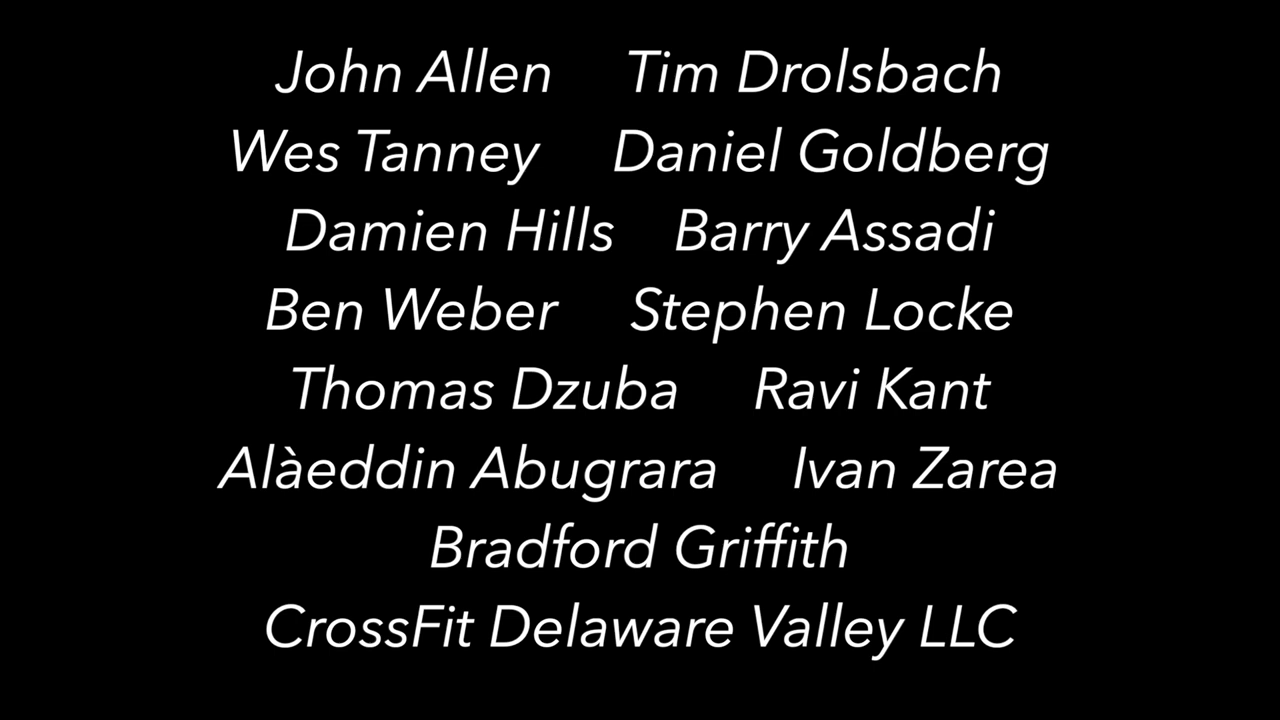 John Allen Tim Drolsbach
Wes Tanney Daniel Goldberg
Damien Hills Barry Assadi
Ben Weber Stephen Locke
Thomas Dzuba Ravi Kant
Alàeddin Abugrara Ivan Zarea
Bradford Griffith
CrossFit Delaware Valley LLC